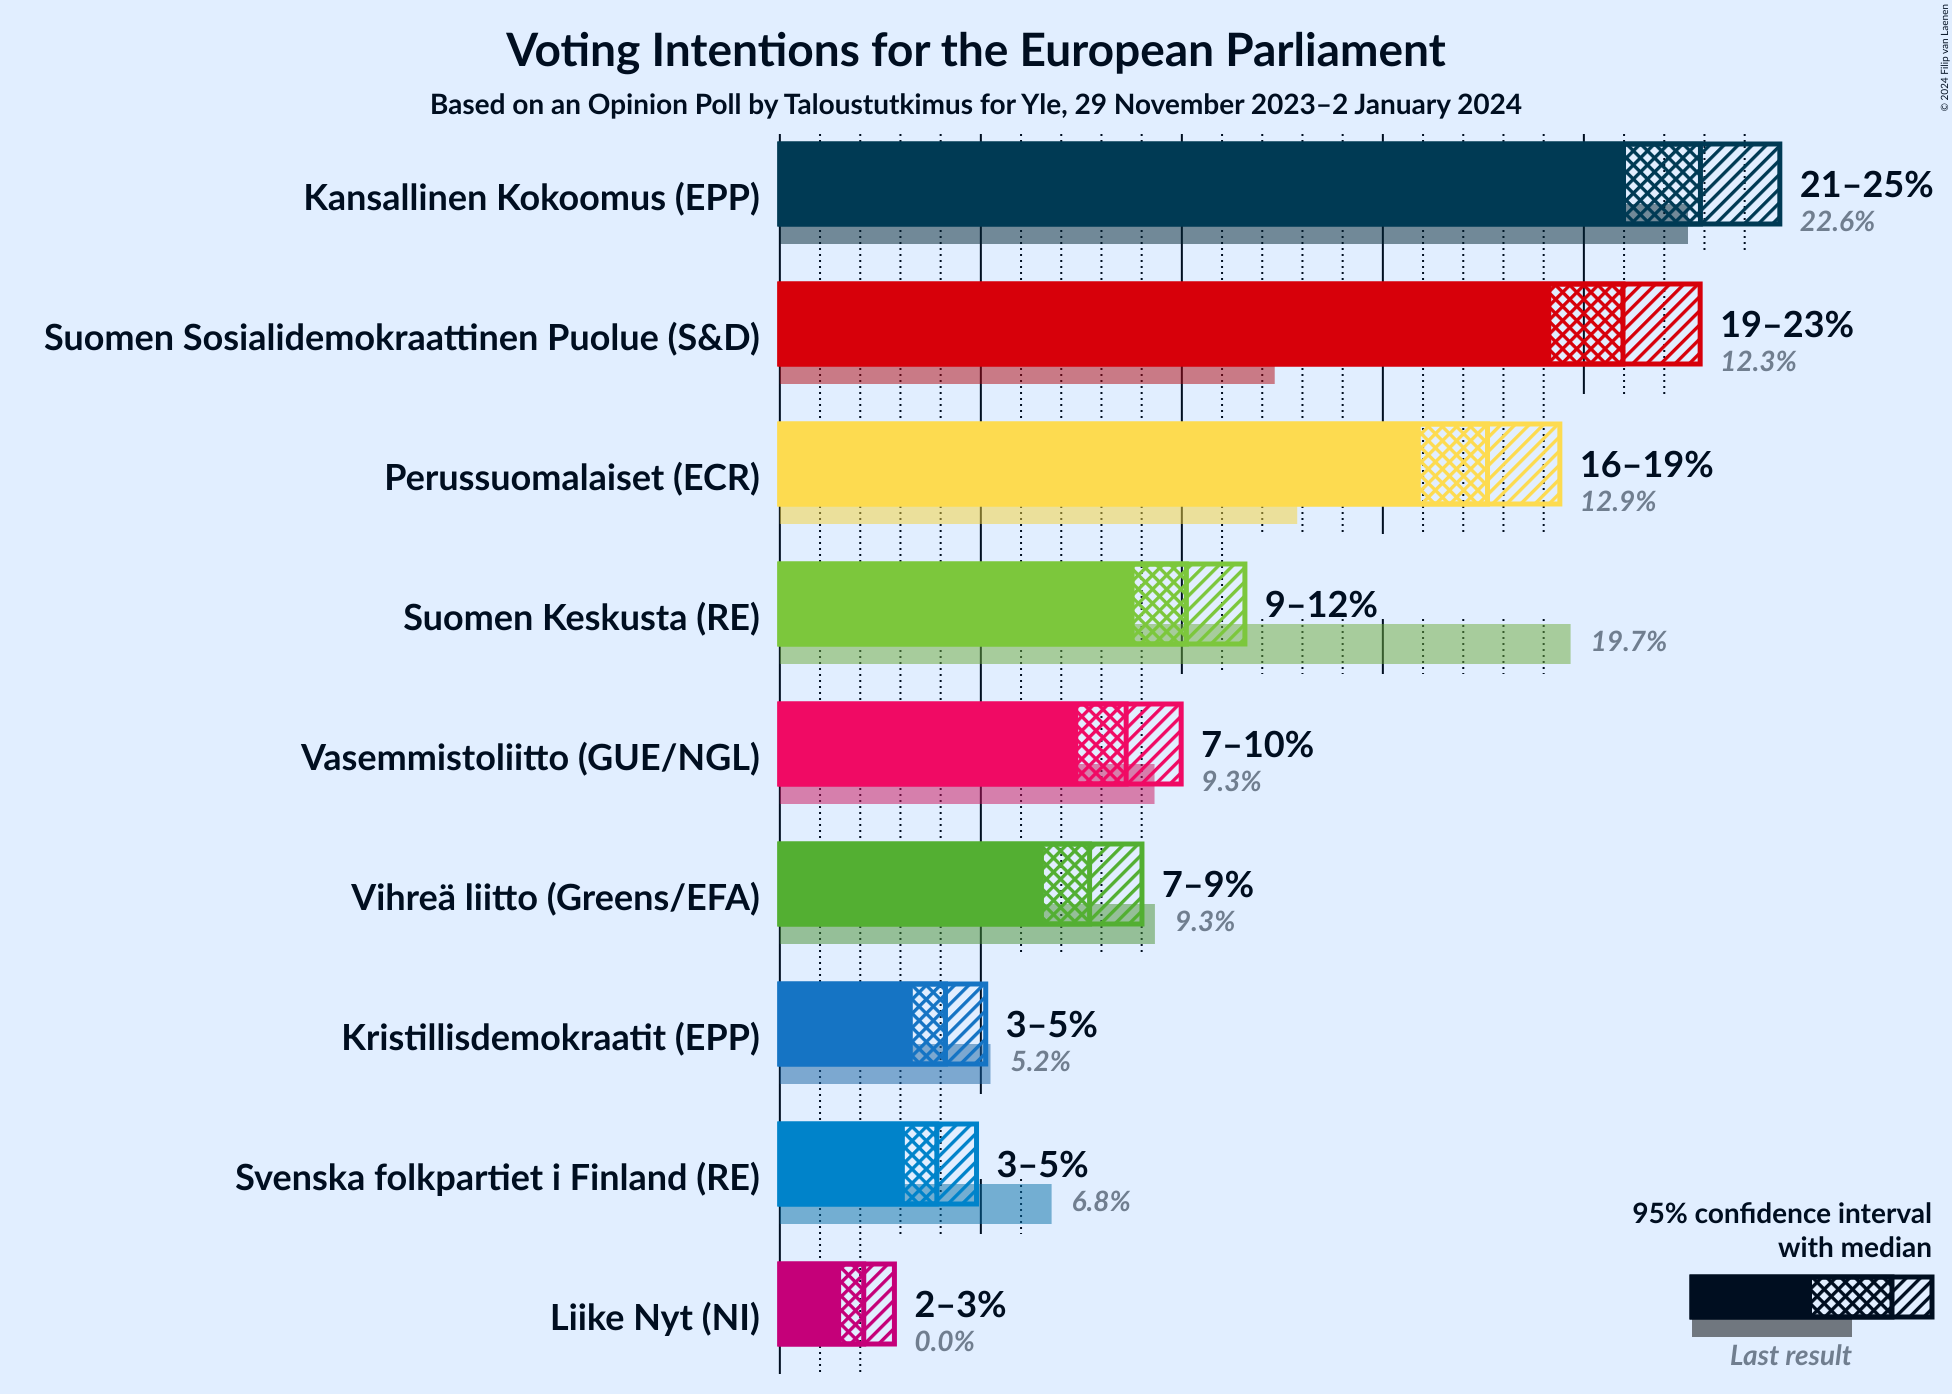 Voting Intentions for the European Parliament
Based on an Opinion Poll by Taloustutkimus for Yle, 29 November 2023–2 January 2024
© 2024 Filip van Laenen
Kansallinen Kokoomus (EPP)
21–25%
22.6%
Suomen Sosialidemokraattinen Puolue (S&D)
19–23%
12.3%
Perussuomalaiset (ECR)
16–19%
12.9%
Suomen Keskusta (RE)
9–12%
19.7%
Vasemmistoliitto (GUE/NGL)
7–10%
9.3%
Vihreä liitto (Greens/EFA)
7–9%
9.3%
Kristillisdemokraatit (EPP)
3–5%
5.2%
Svenska folkpartiet i Finland (RE)
3–5%
6.8%
Liike Nyt (NI)
2–3%
0.0%
95% confidence interval
with median
Last result